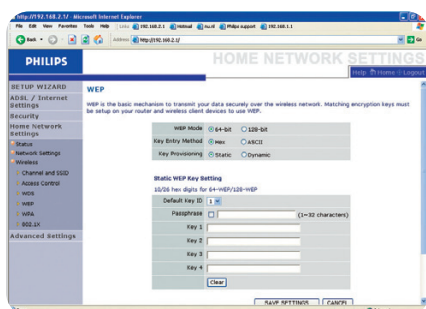 http://192.168.2.1/ - Microsoft Internet Explorer
File Edit View Favorites Tools Help Links 192.168.2.1 Hotmail nu.nl Philips support 192.168.1.1
Back
Address http://192.168.2.1/ Go
PHILIPS
HOME NETWORK SETTINGS
Help Home Logout
SETUP WIZARD
ADSL / Internet Settings
Security
Home Network Settings
Status
Network Settings
Wireless
Channel and SSID
Access Control
WDS
WEP
WPA
802.1X
Advanced Settings
WEP
WEP is the basic mechanism to transmit your data securely over the wireless network. Matching encryption keys must
be setup on your router and wireless client devices to use WEP.
WEP Mode 64-bit 128-bit
Key Entry Method Hex ASCII
Key Provisioning Static Dynamic
Static WEP Key Setting
10/26 hex digits for 64-WEP/128-WEP
Default Key ID 1
Passphrase (1~32 characters)
Key 1
Key 2
Key 3
Key 4
Clear
SAVE SETTINGS CANCEL